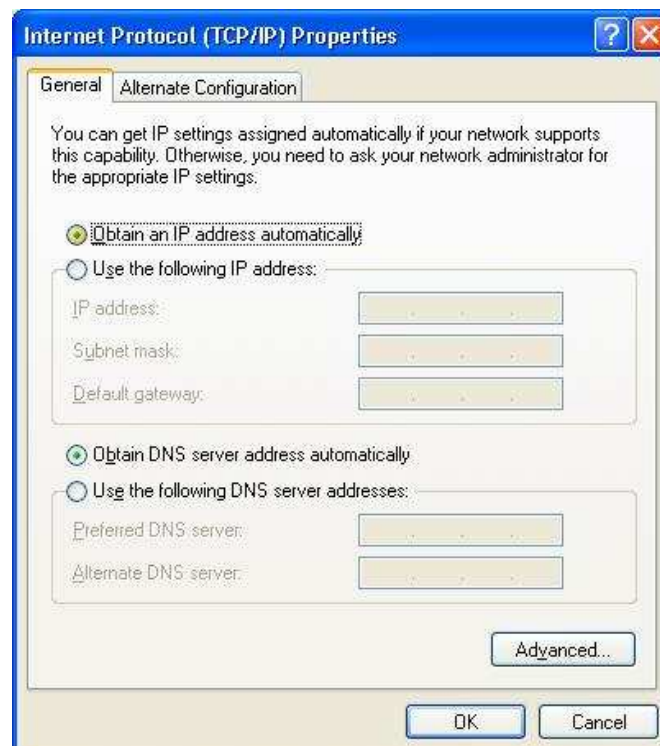 Internet Protocol (TCP/IP) Properties
General
Alternate Configuration
You can get IP settings assigned automatically if your network supports
this capability. Otherwise, you need to ask your network administrator for
the appropriate IP settings.
Obtain an IP address automatically
Use the following IP address:
IP address:
Subnet mask:
Default gateway:
Obtain DNS server address automatically
Use the following DNS server addresses:
Preferred DNS server:
Alternate DNS server:
Advanced...
OK
Cancel